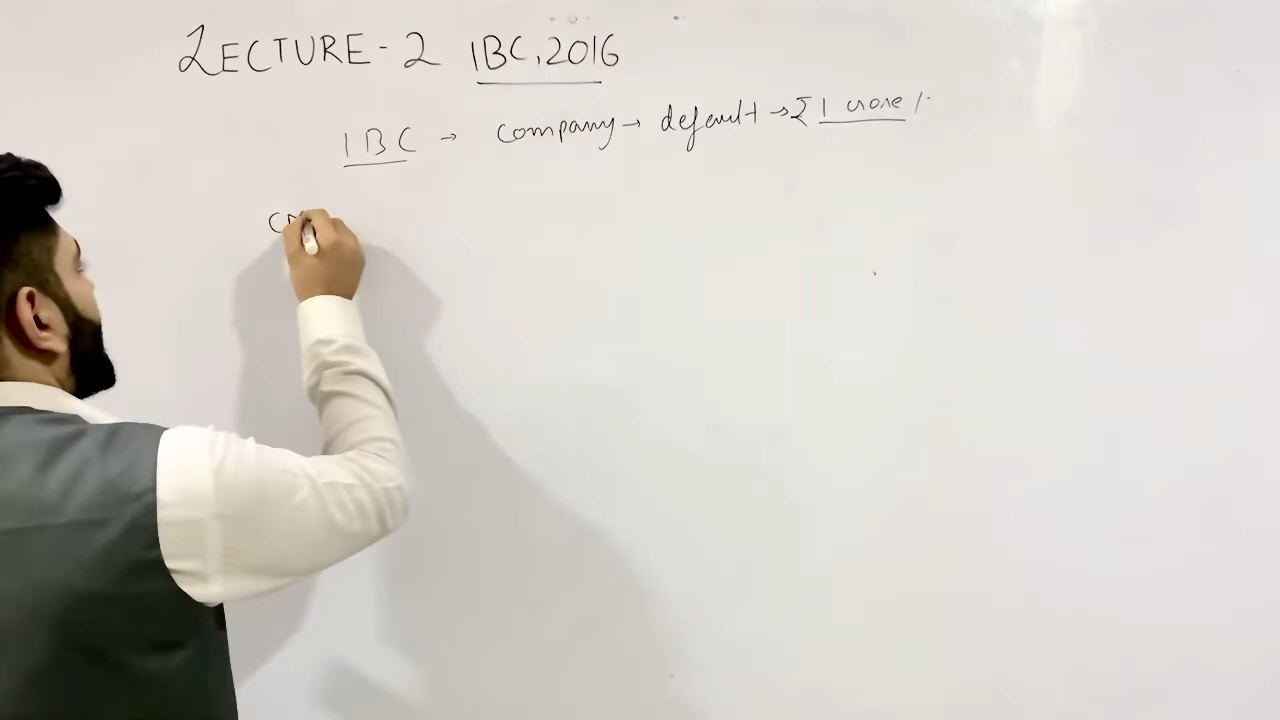 LECTURE-2 IBC,2016
IBC → company → default → ₹1 crore/-